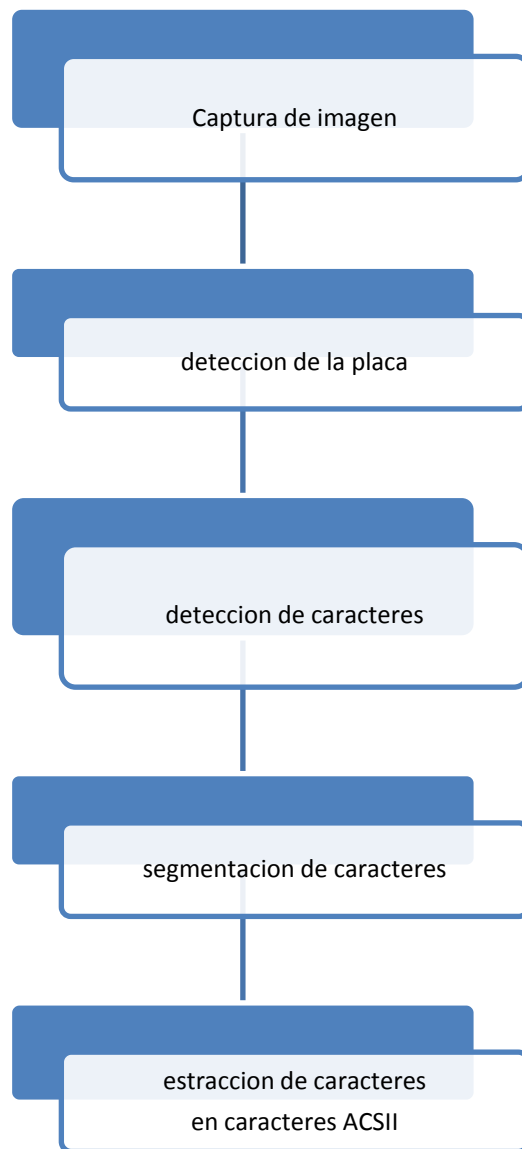 Captura de imagen
deteccion de la placa
deteccion de caracteres
segmentacion de caracteres
estraccion de caracteres
en caracteres ACSII